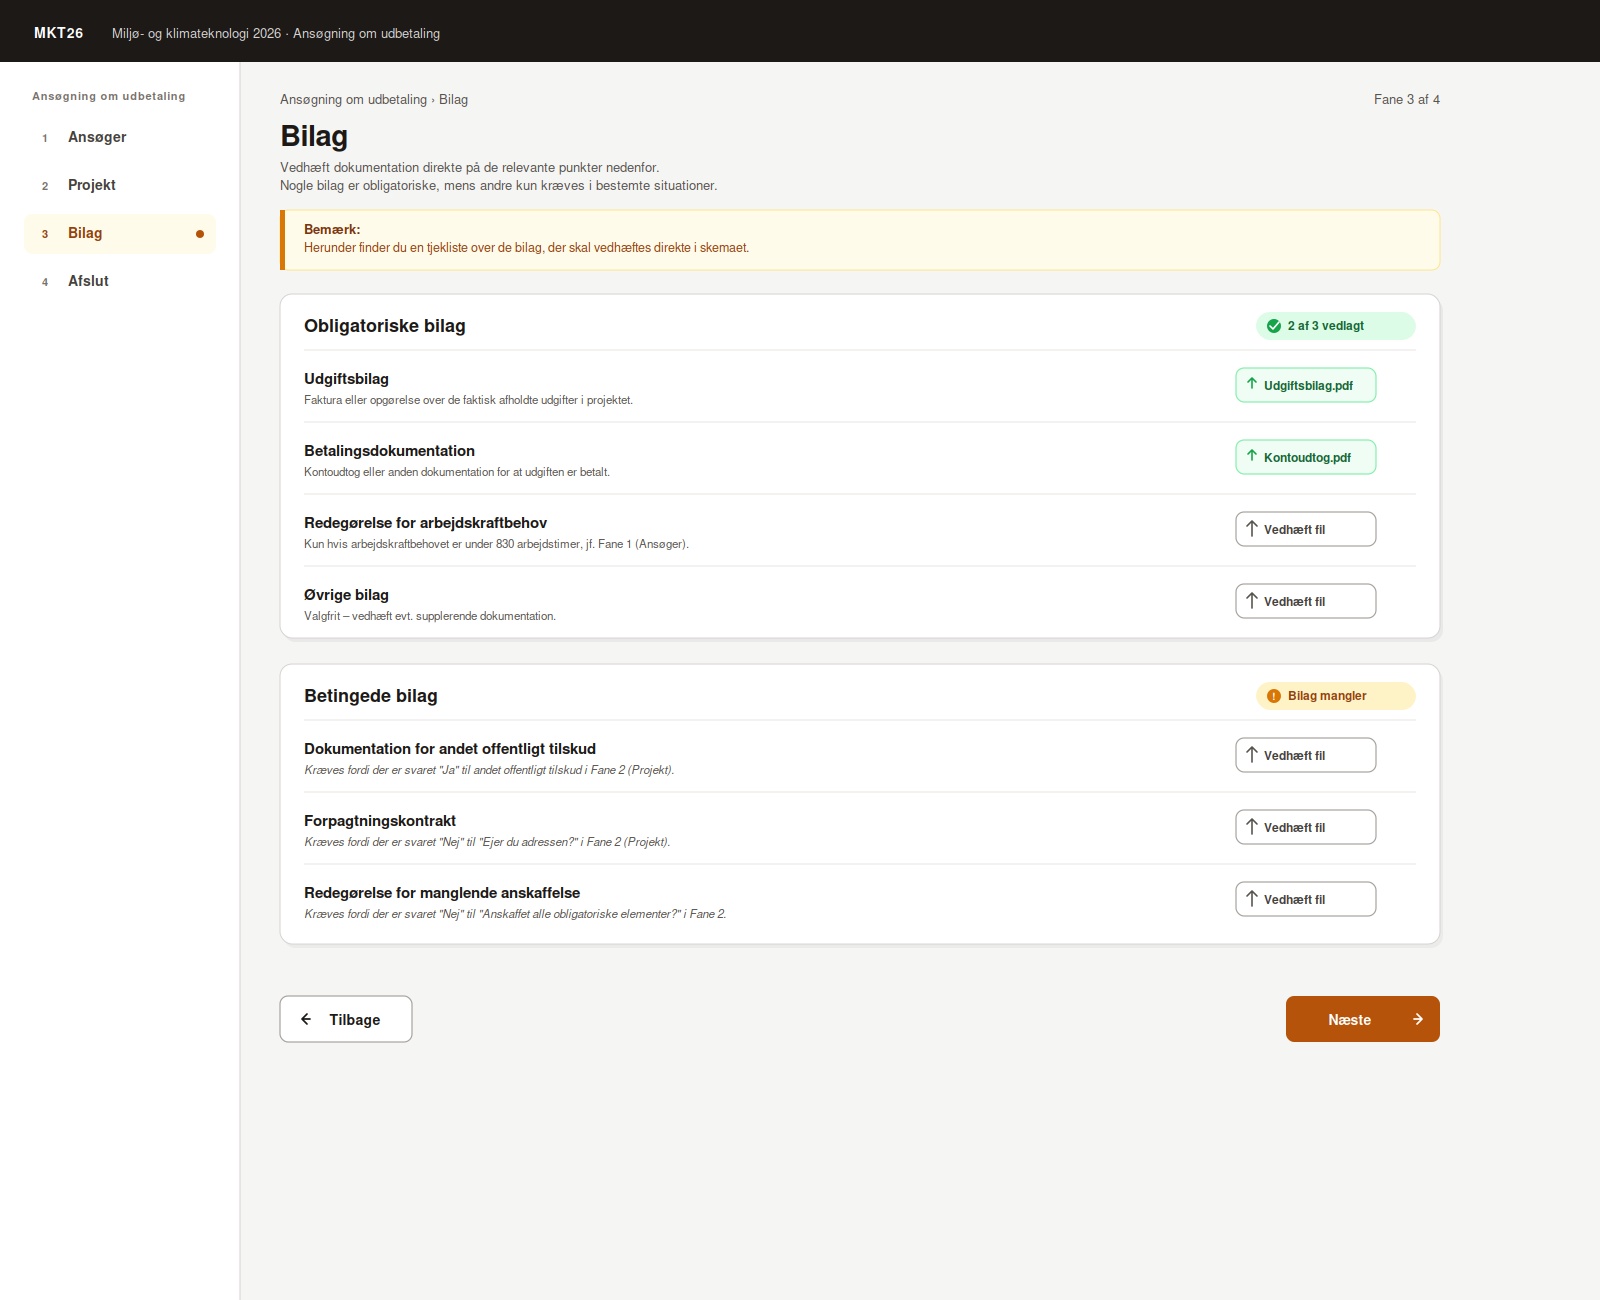 MKT26
Miljø- og klimateknologi 2026 · Ansøgning om udbetaling
Ansøgning om udbetaling
1 Ansøger
2 Projekt
3 Bilag
4 Afslut
Ansøgning om udbetaling › Bilag
Fane 3 af 4
Bilag
Vedhæft dokumentation direkte på de relevante punkter nedenfor.
Nogle bilag er obligatoriske, mens andre kun kræves i bestemte situationer.
Bemærk:
Herunder finder du en tjekliste over de bilag, der skal vedhæftes direkte i skemaet.
Obligatoriske bilag
2 af 3 vedlagt
Udgiftsbilag
Faktura eller opgørelse over de faktisk afholdte udgifter i projektet.
Udgiftsbilag.pdf
Betalingsdokumentation
Kontoudtog eller anden dokumentation for at udgiften er betalt.
Kontoudtog.pdf
Redegørelse for arbejdskraftbehov
Kun hvis arbejdskraftbehovet er under 830 arbejdstimer, jf. Fane 1 (Ansøger).
Vedhæft fil
Øvrige bilag
Valgfrit – vedhæft evt. supplerende dokumentation.
Vedhæft fil
Betingede bilag
Bilag mangler
Dokumentation for andet offentligt tilskud
Kræves fordi der er svaret "Ja" til andet offentligt tilskud i Fane 2 (Projekt).
Vedhæft fil
Forpagtningskontrakt
Kræves fordi der er svaret "Nej" til "Ejer du adressen?" i Fane 2 (Projekt).
Vedhæft fil
Redegørelse for manglende anskaffelse
Kræves fordi der er svaret "Nej" til "Anskaffet alle obligatoriske elementer?" i Fane 2.
Vedhæft fil
Tilbage
Næste